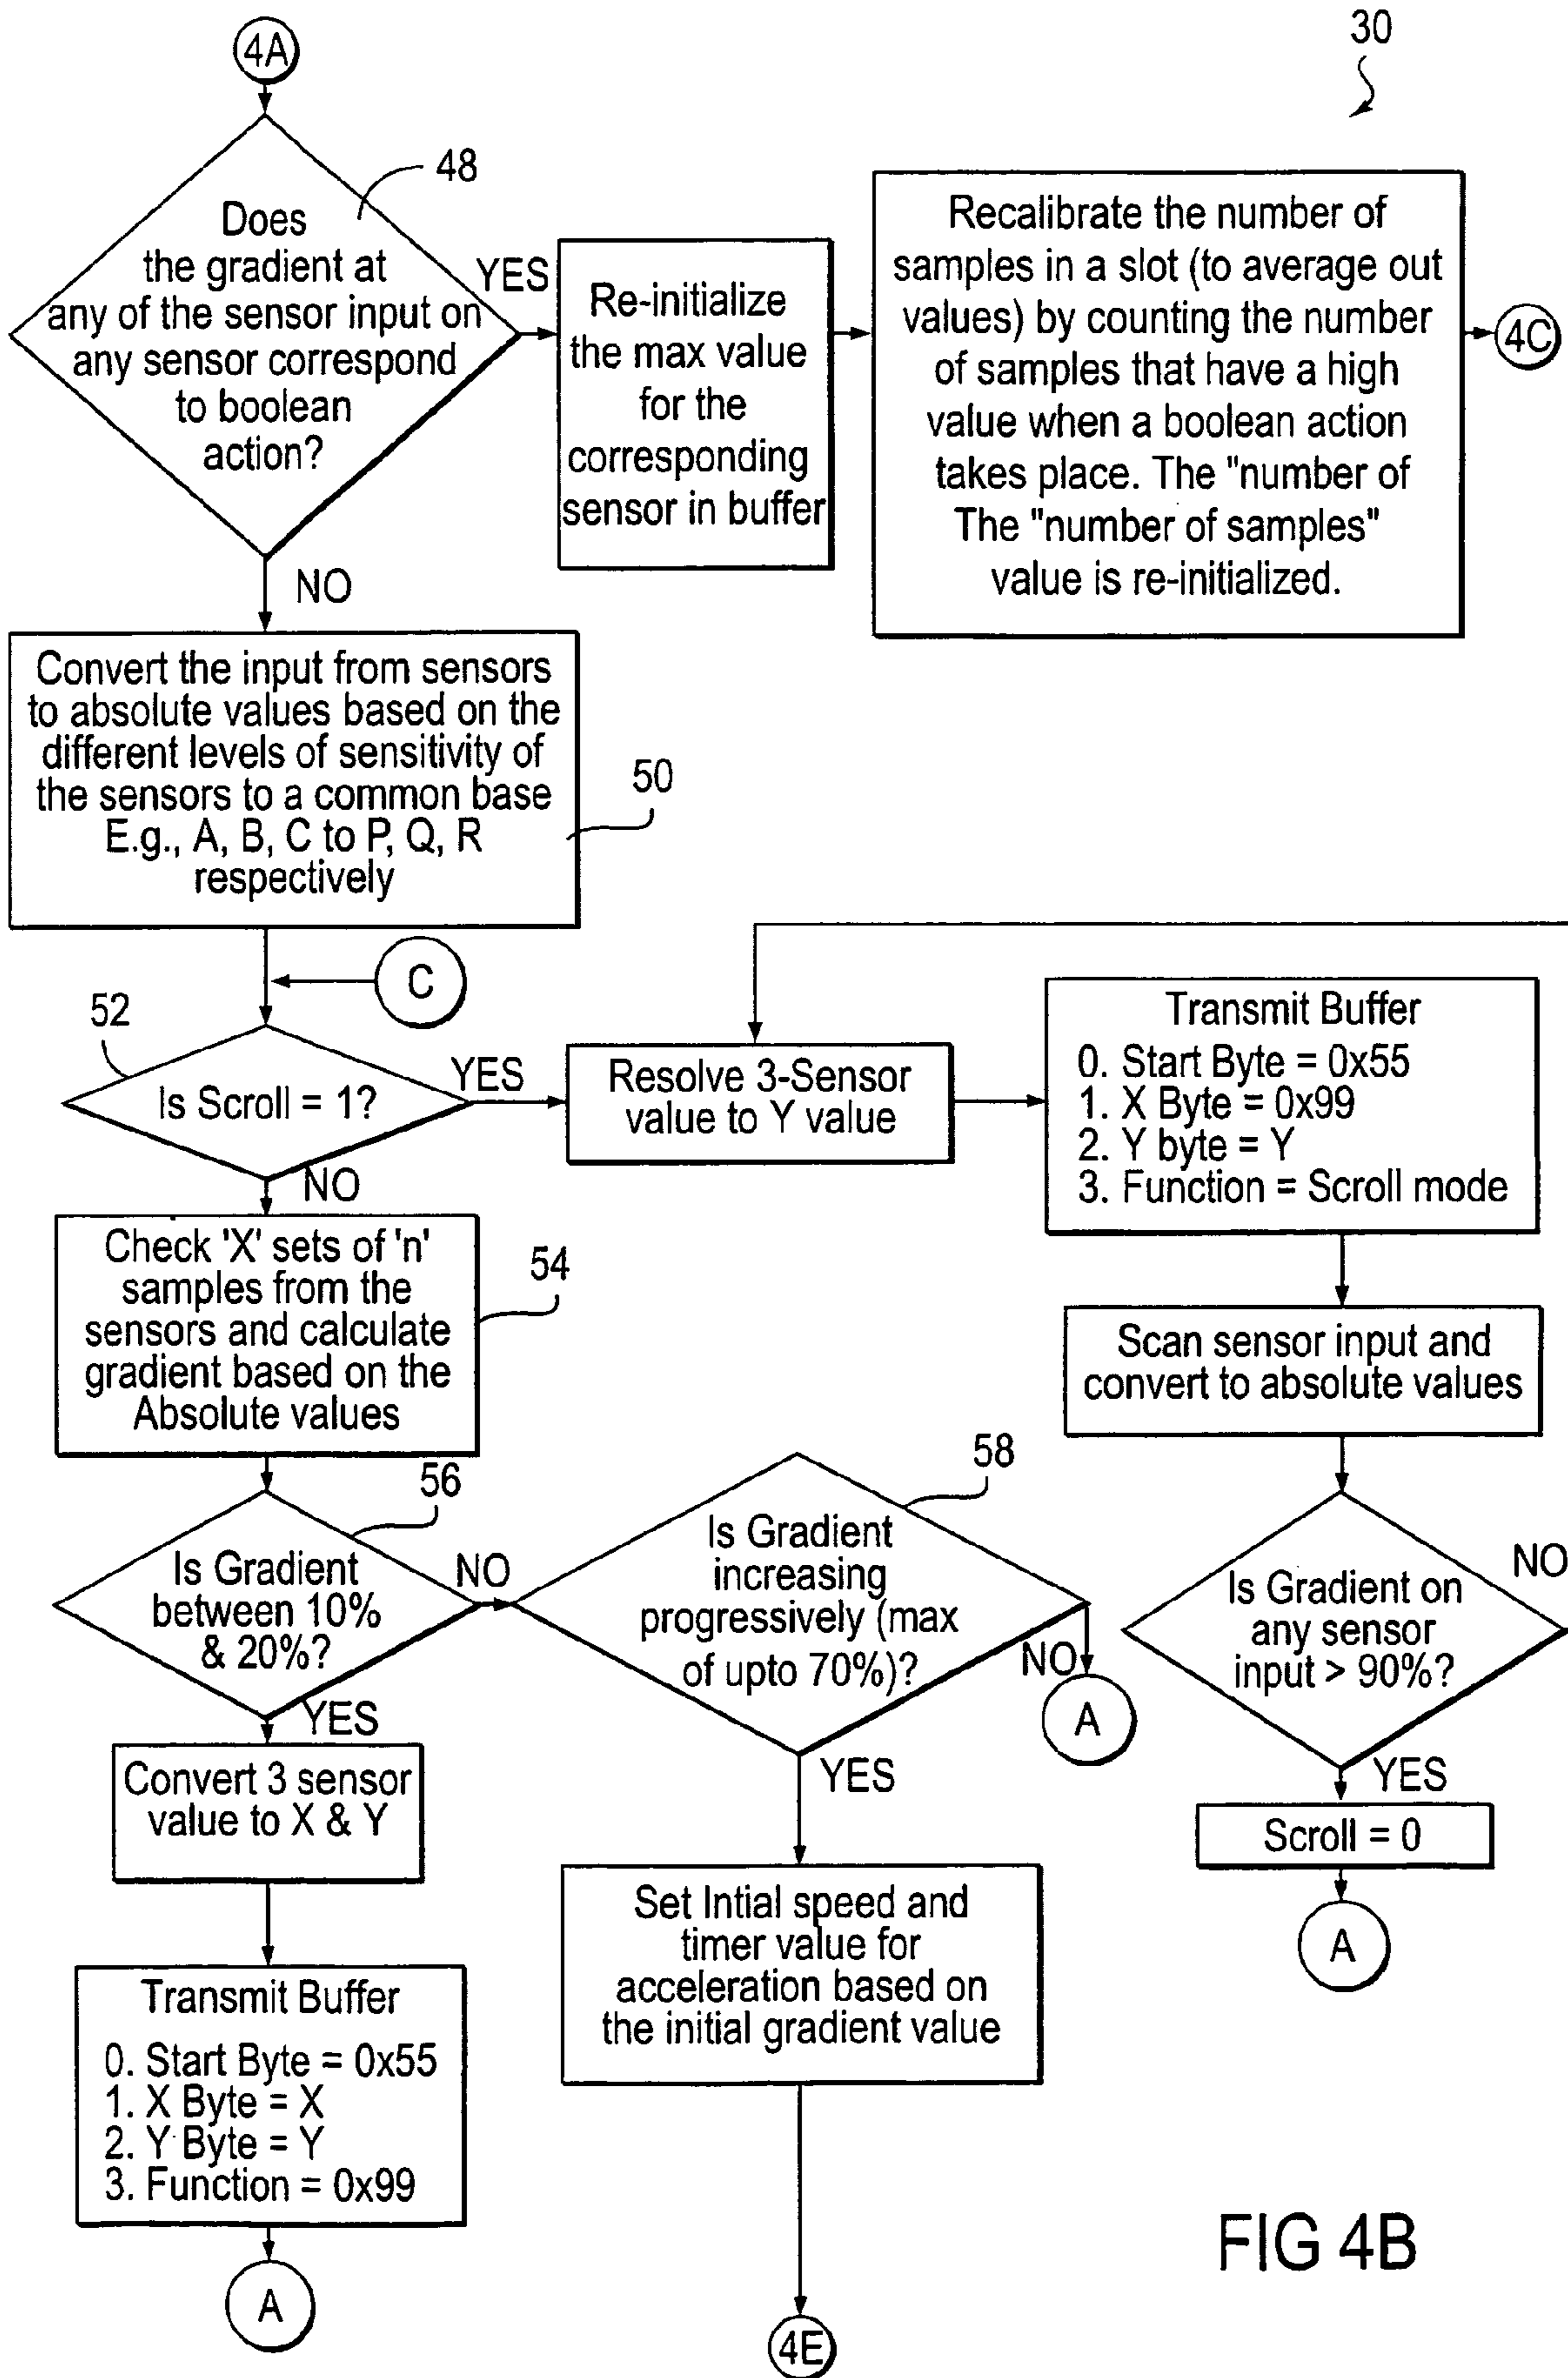 4A
30
48
Does
the gradient at
any of the sensor input on
any sensor correspond
to boolean
action?
YES
Re-initialize
the max value
for the
corresponding
sensor in buffer
Recalibrate the number of
samples in a slot (to average out
values) by counting the number
of samples that have a high
value when a boolean action
takes place. The "number of
The "number of samples"
value is re-initialized.
4C
NO
Convert the input from sensors
to absolute values based on the
different levels of sensitivity of
the sensors to a common base
E.g., A, B, C to P, Q, R
respectively
50
C
52
Is Scroll = 1?
YES
Resolve 3-Sensor
value to Y value
Transmit Buffer
0. Start Byte = 0x55
1. X Byte = 0x99
2. Y byte = Y
3. Function = Scroll mode
NO
Check 'X' sets of 'n'
samples from the
sensors and calculate
gradient based on the
Absolute values
54
Scan sensor input and
convert to absolute values
56
Is Gradient
between 10%
& 20%?
NO
58
Is Gradient
increasing
progressively (max
of upto 70%)?
NO
A
Is Gradient on
any sensor
input > 90%?
NO
YES
Convert 3 sensor
value to X & Y
YES
YES
Scroll = 0
A
Set Intial speed and
timer value for
acceleration based on
the initial gradient value
Transmit Buffer
0. Start Byte = 0x55
1. X Byte = X
2. Y Byte = Y
3. Function = 0x99
A
4E
FIG 4B